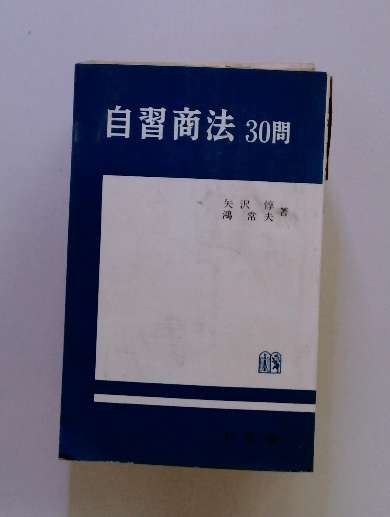 自習商法 30問
矢沢惇
鴻常夫 著